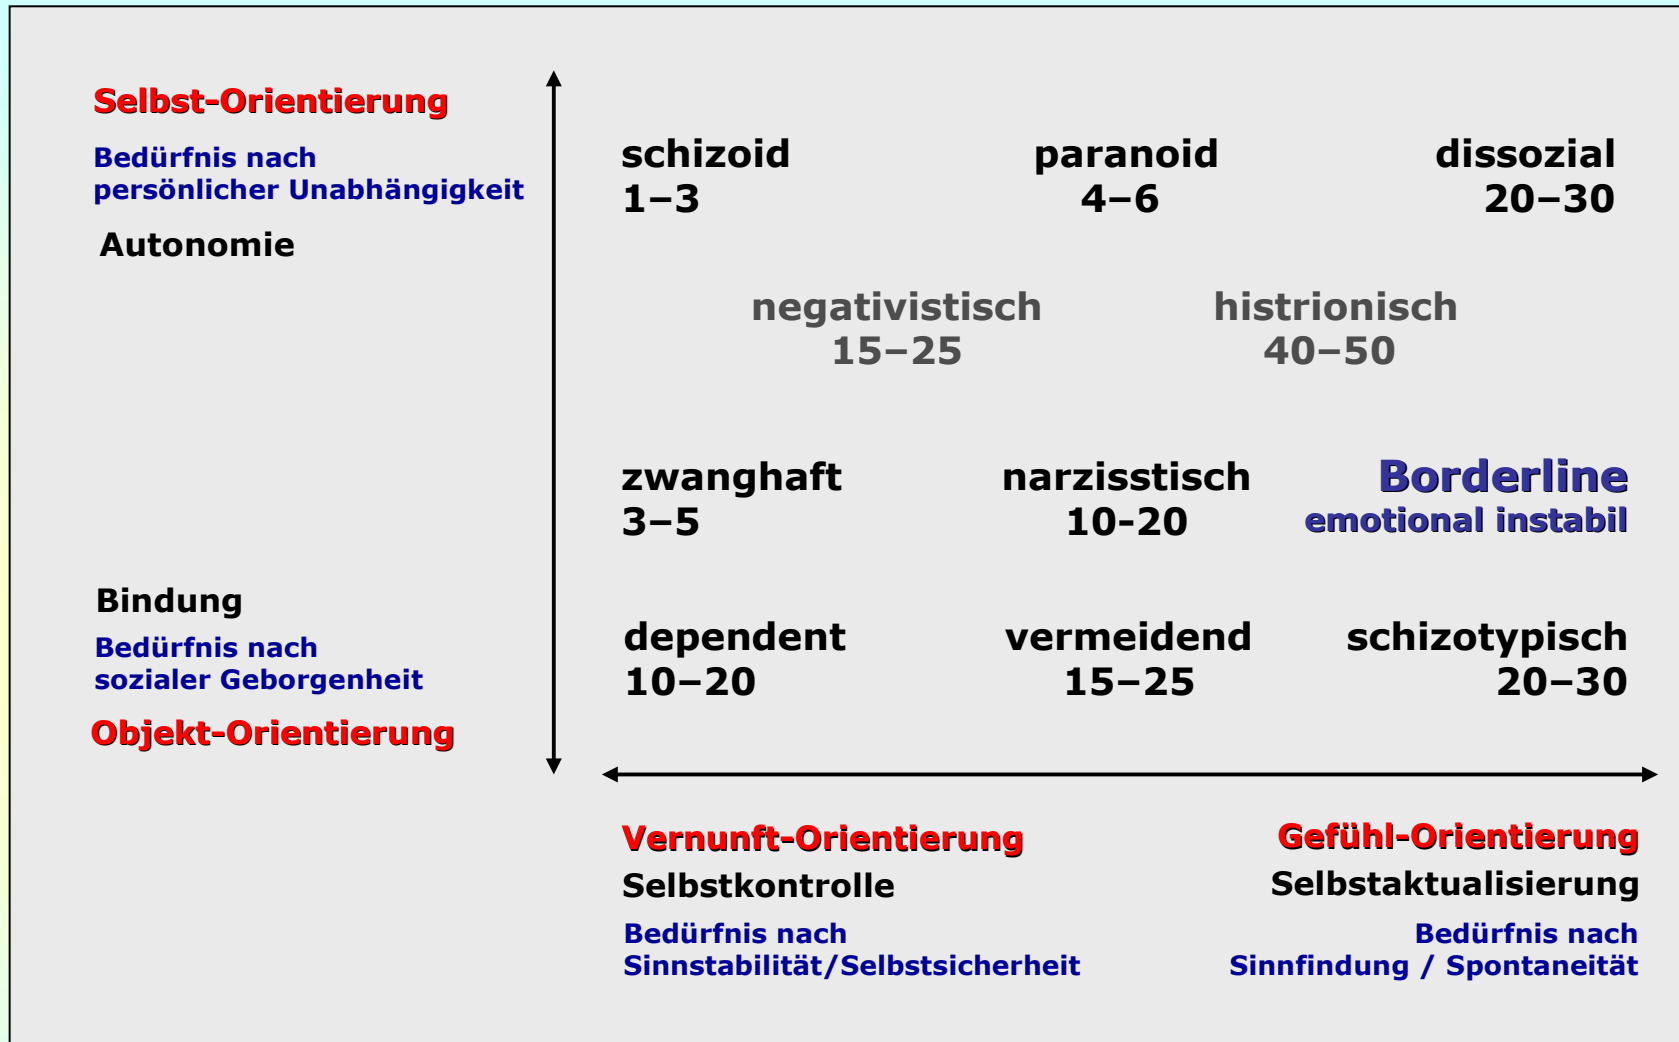 Selbst-Orientierung
Bedürfnis nach
persönlicher Unabhängigkeit
Autonomie
schizoid
1–3
paranoid
4–6
dissozial
20–30
negativistisch
15–25
histrionisch
40–50
zwanghaft
3–5
narzisstisch
10-20
Borderline
emotional instabil
Bindung
Bedürfnis nach
sozialer Geborgenheit
Objekt-Orientierung
dependent
10–20
vermeidend
15–25
schizotypisch
20–30
Vernunft-Orientierung
Selbstkontrolle
Bedürfnis nach
Sinnstabilität/Selbstsicherheit
Gefühl-Orientierung
Selbstaktualisierung
Bedürfnis nach
Sinnfindung / Spontaneität